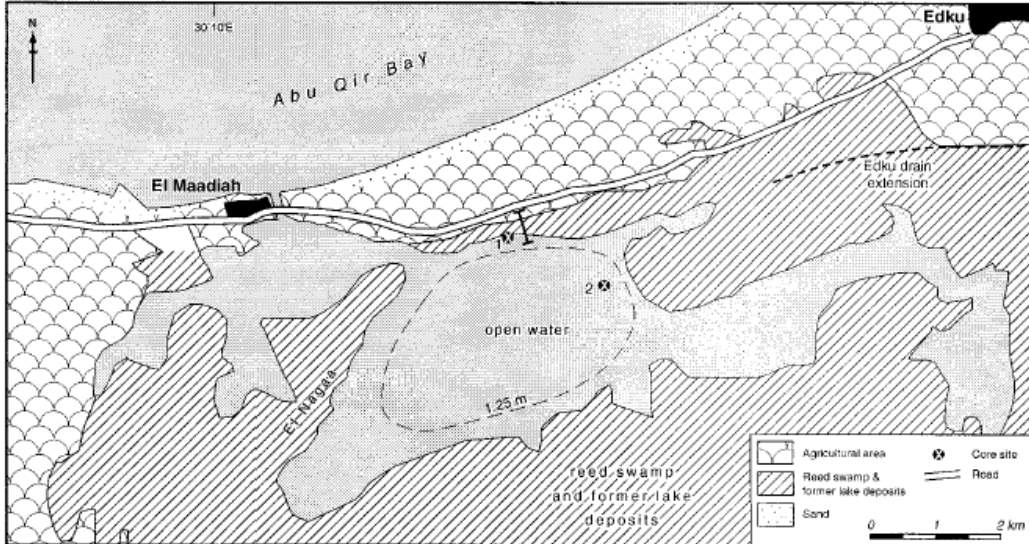 N
30°10'E
Edku
Abu Qir Bay
El Maadiah
Edku drain
extension
1
2
open water
El Nagaa
1.25 m
reed swamp
and former lake
deposits
Agricultural area
Core site
Reed swamp &
former lake deposits
Road
Sand
0 1 2 km